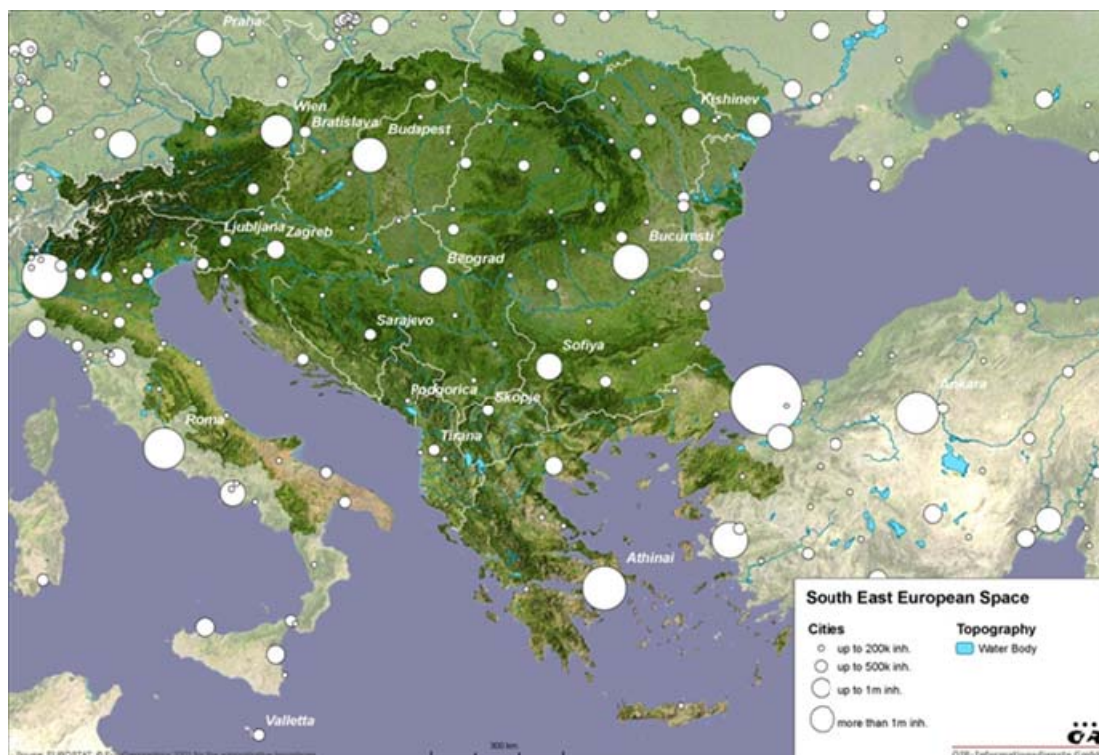 Praha
Wien
Bratislava
Budapest
Kishinev
Ljubljana
Zagreb
Bucuresti
Beograd
Sarajevo
Sofiya
Podgorica
Skopje
Ankara
Roma
Tirana
Athinai
South East European Space
Cities
Topography
up to 200k inh.
Water Body
up to 500k inh.
up to 1m inh.
more than 1m inh.
Valletta
300 km